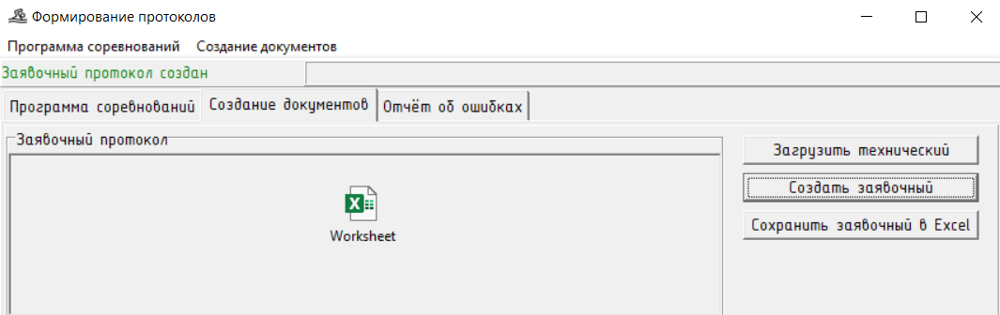 Формирование протоколов
Программа соревнований Создание документов
Заявочный протокол создан
Программа соревнований Создание документов Отчёт об ошибках
Заявочный протокол
Загрузить технический
Создать заявочный
Сохранить заявочный в Excel
Worksheet